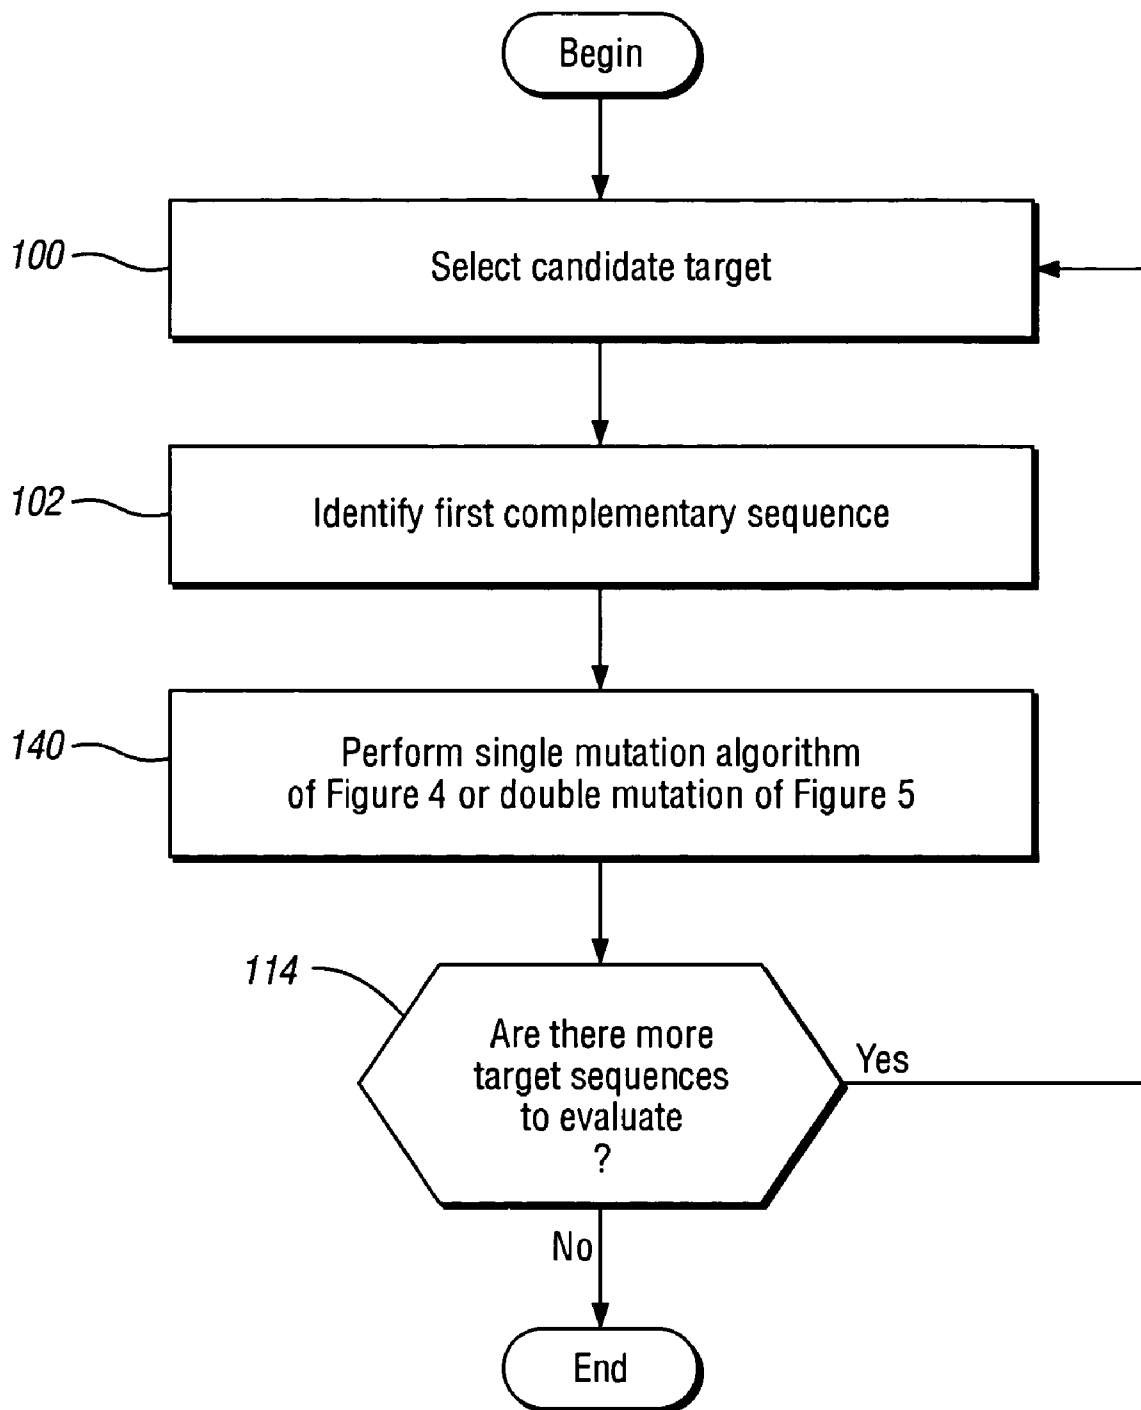 Begin
100
Select candidate target
102
Identify first complementary sequence
140
Perform single mutation algorithm
of Figure 4 or double mutation of Figure 5
114
Are there more
target sequences
to evaluate
?
Yes
No
End